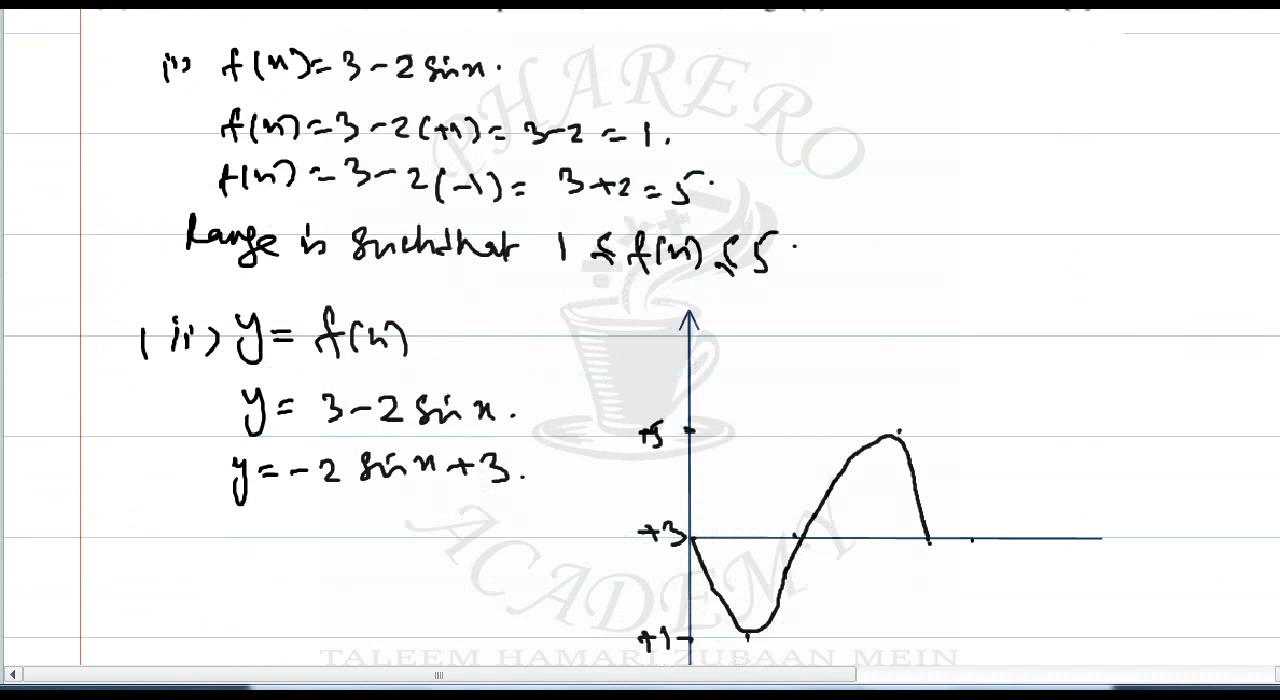 i) f(x) = 3 - 2 sin x.
f(x) = 3 - 2(+1) = 3 - 2 = 1.
f(x) = 3 - 2(-1) = 3 + 2 = 5.
Range is such that 1 ≤ f(x) ≤ 5.
(ii) y = f(x)
y = 3 - 2 sin x.
y = -2 sin x + 3.
+5
+3
+1
PHARERO
ACADEMY
TALEEM HAMARI ZUBAAN MEIN